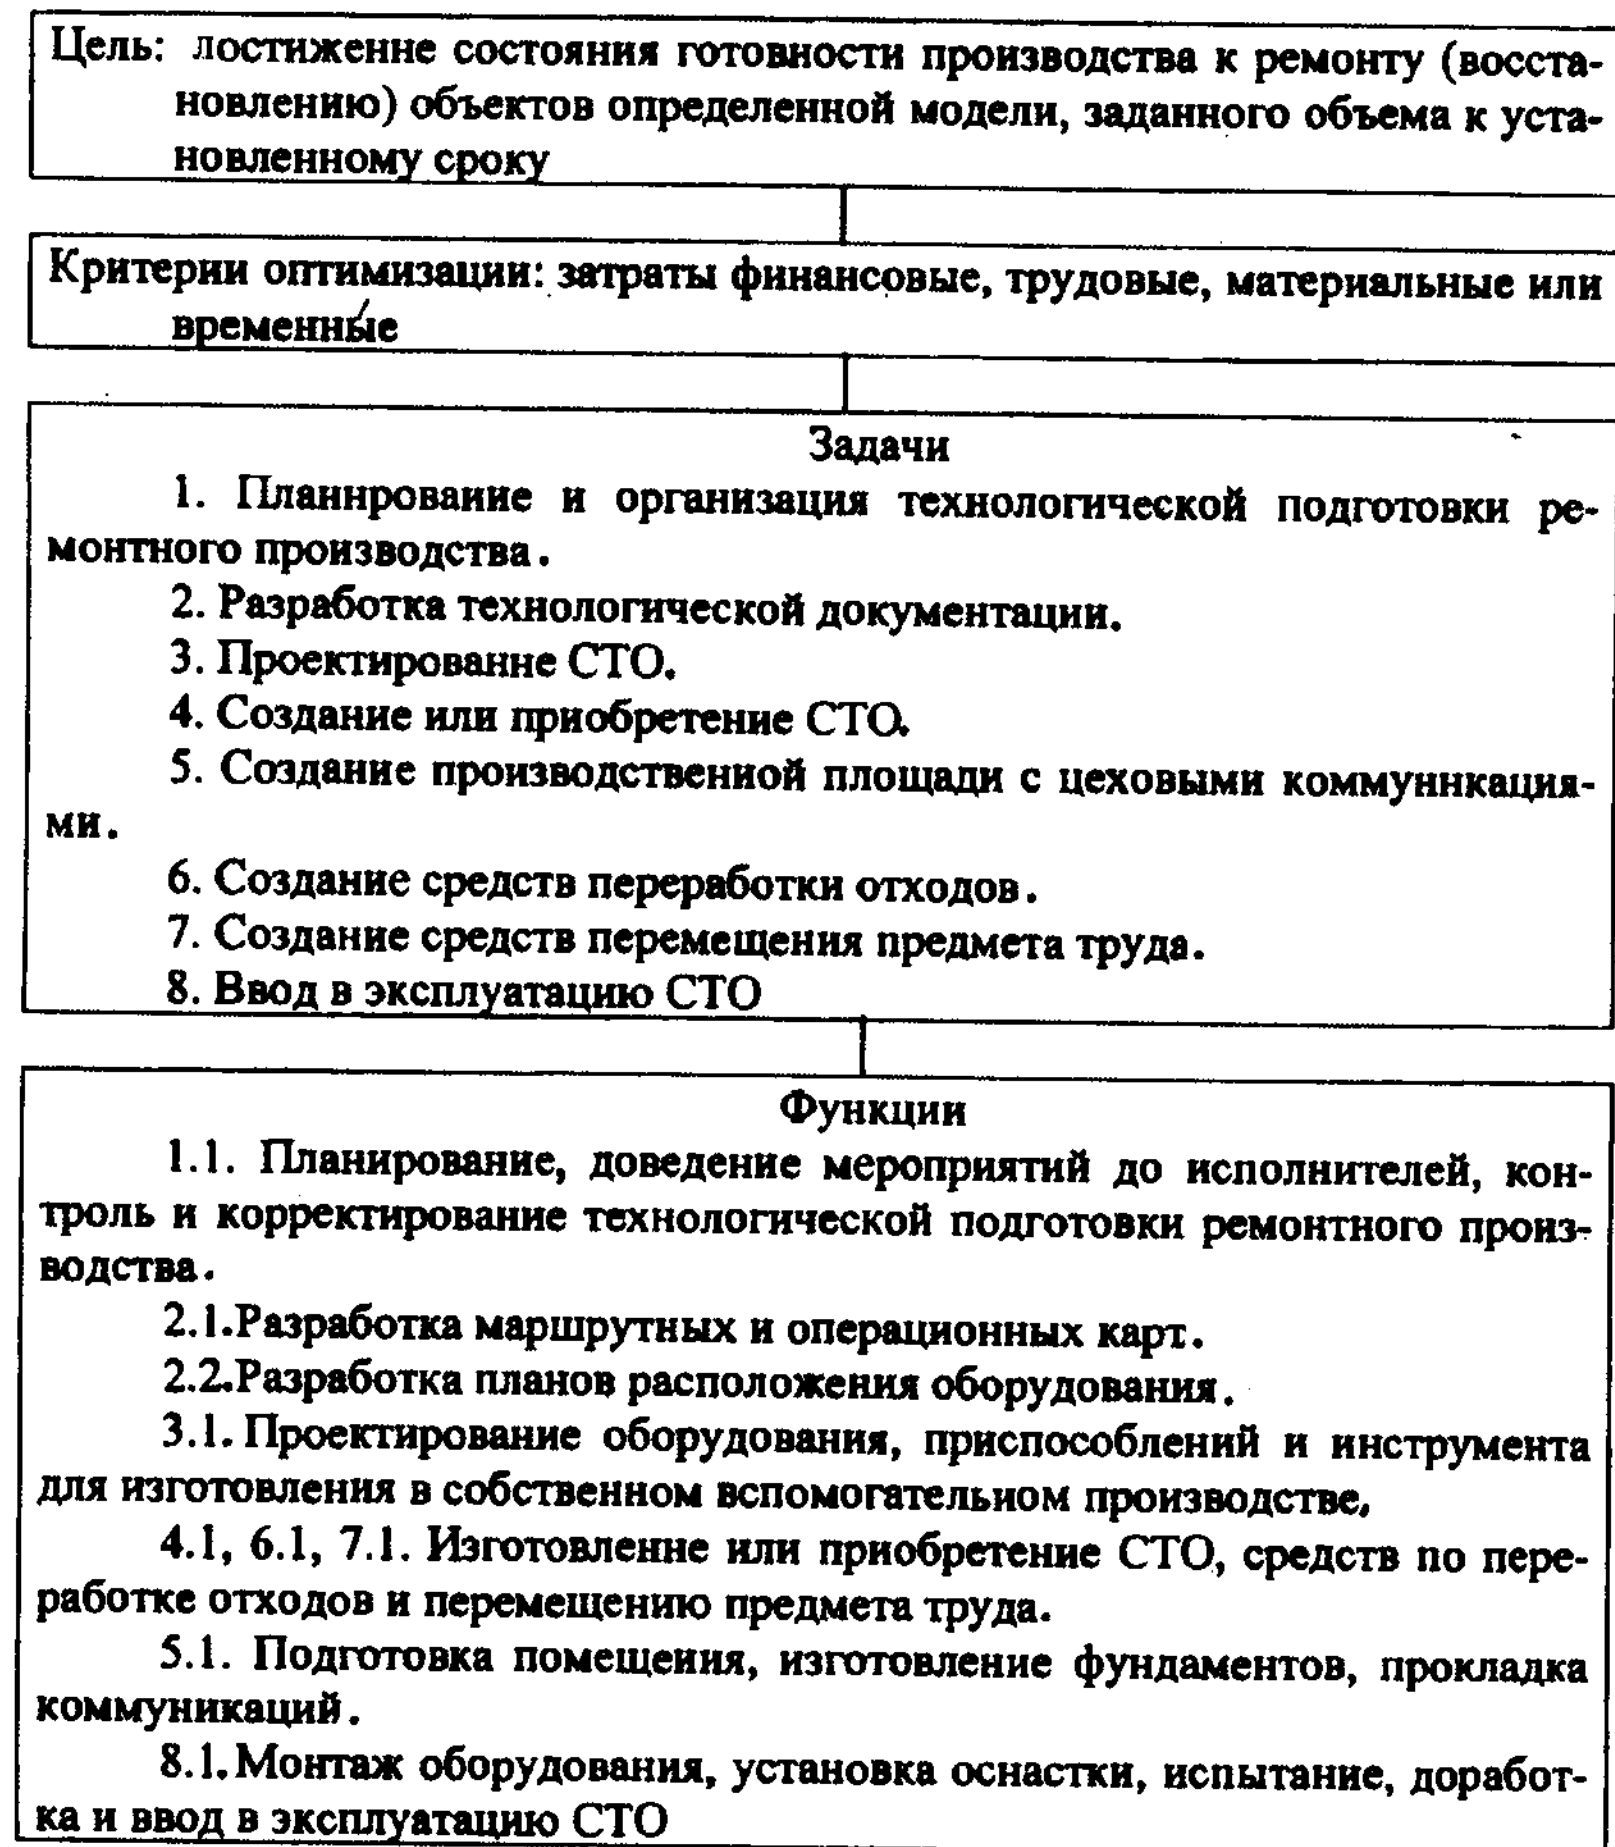 Цель: достижение состояния готовности производства к ремонту (восста-
новлению) объектов определенной модели, заданного объема к уста-
новленному сроку
Критерии оптимизации: затраты финансовые, трудовые, материальные или
временные
Задачи
1. Планирование и организация технологической подготовки ре-
монтного производства.
2. Разработка технологической документации.
3. Проектирование СТО.
4. Создание или приобретение СТО.
5. Создание производственной площади с цеховыми коммуникация-
ми.
6. Создание средств переработки отходов.
7. Создание средств перемещения предмета труда.
8. Ввод в эксплуатацию СТО
Функции
1.1. Планирование, доведение мероприятий до исполнителей, кон-
троль и корректирование технологической подготовки ремонтного произ-
водства.
2.1.Разработка маршрутных и операционных карт.
2.2.Разработка планов расположения оборудования.
3.1. Проектирование оборудования, приспособлений и инструмента
для изготовления в собственном вспомогательном производстве.
4.1, 6.1, 7.1. Изготовление или приобретение СТО, средств по пере-
работке отходов и перемещению предмета труда.
5.1. Подготовка помещения, изготовление фундаментов, прокладка
коммуникаций.
8.1. Монтаж оборудования, установка оснастки, испытание, доработ-
ка и ввод в эксплуатацию СТО